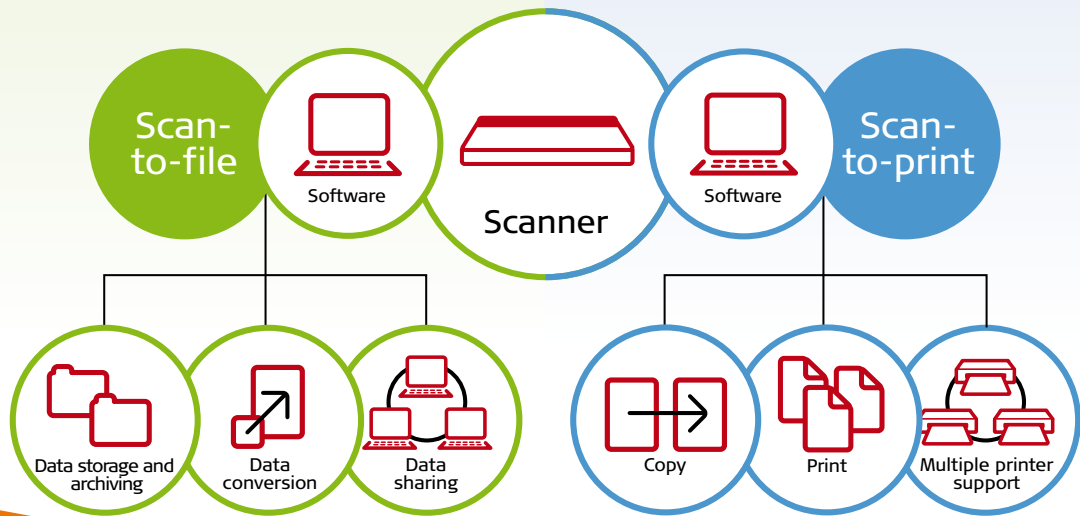 Scan-
to-file
Software
Scanner
Software
Scan-
to-print
Data storage and
archiving
Data
conversion
Data
sharing
Copy
Print
Multiple printer
support